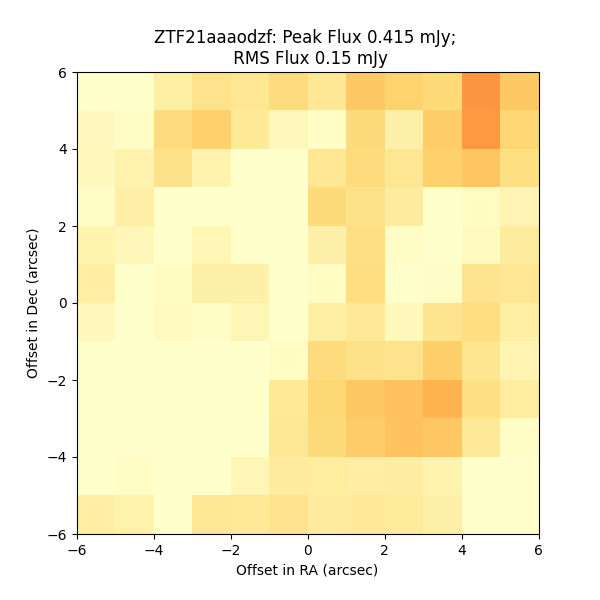 ZTF21aaaodzf: Peak Flux 0.415 mJy;
RMS Flux 0.15 mJy
6
4
2
0
−2
−4
−6
Offset in Dec (arcsec)
−6 −4 −2 0 2 4 6
Offset in RA (arcsec)